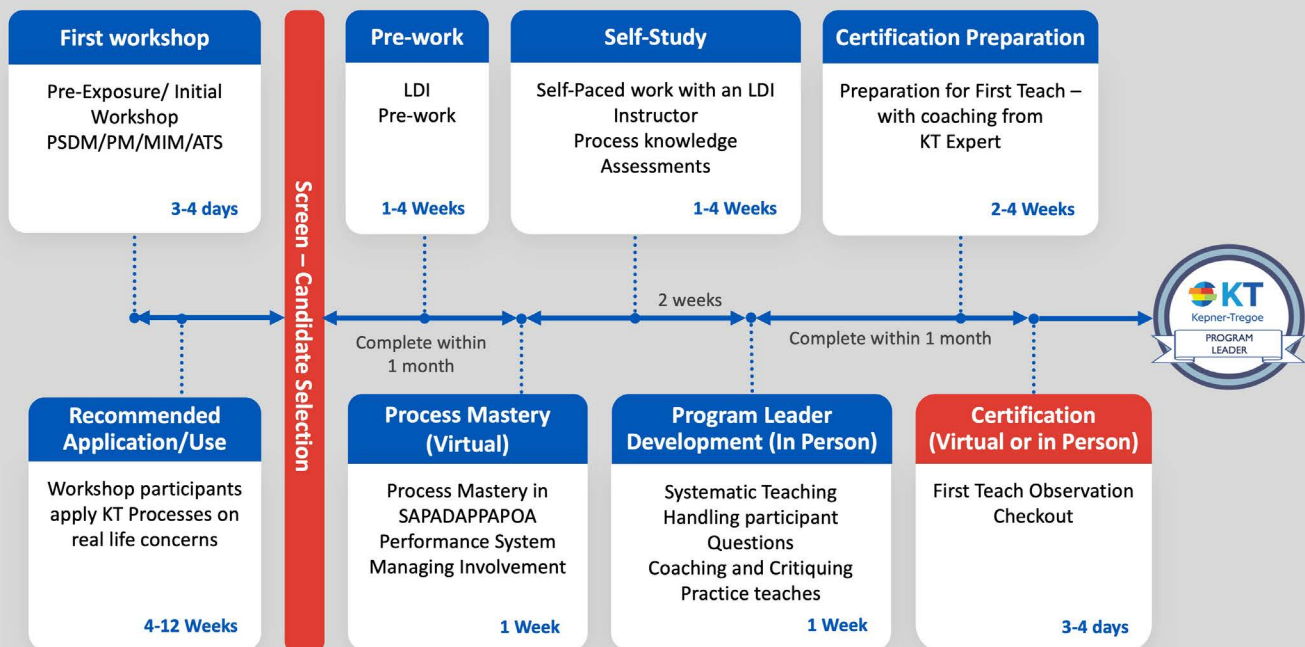 First workshop
Pre-Exposure/ Initial
Workshop
PSDM/PM/MIM/ATS
3-4 days
Pre-work
LDI
Pre-work
1-4 Weeks
Self-Study
Self-Paced work with an LDI
Instructor
Process knowledge
Assessments
1-4 Weeks
Certification Preparation
Preparation for First Teach –
with coaching from
KT Expert
2-4 Weeks
Screen – Candidate Selection
Complete within
1 month
2 weeks
Complete within 1 month
KT
Kepner-Tregoe
PROGRAM
LEADER
Recommended
Application/Use
Workshop participants
apply KT Processes on
real life concerns
4-12 Weeks
Process Mastery
(Virtual)
Process Mastery in
SAPADAPPAPOA
Performance System
Managing Involvement
1 Week
Program Leader
Development (In Person)
Systematic Teaching
Handling participant
Questions
Coaching and Critiquing
Practice teaches
1 Week
Certification
(Virtual or in Person)
First Teach Observation
Checkout
3-4 days